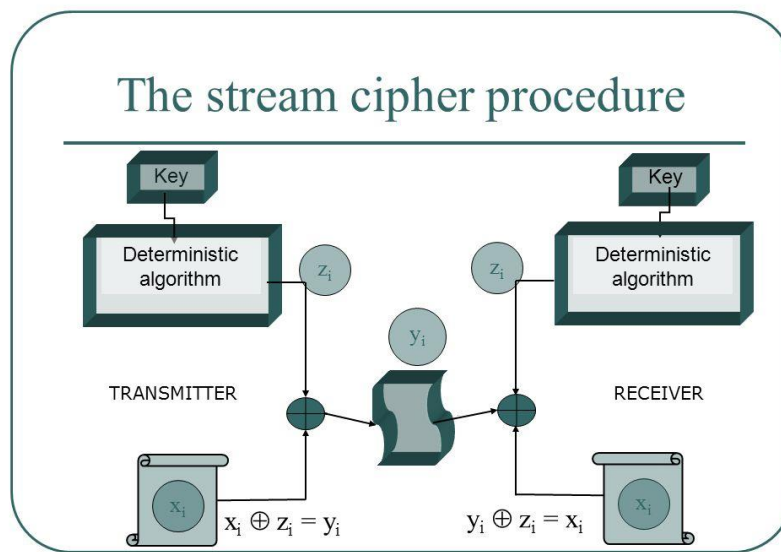 The stream cipher procedure
Key
Key
Deterministic
algorithm
zᵢ
zᵢ
Deterministic
algorithm
yᵢ
TRANSMITTER
RECEIVER
xᵢ
xᵢ ⊕ zᵢ = yᵢ
yᵢ ⊕ zᵢ = xᵢ
xᵢ